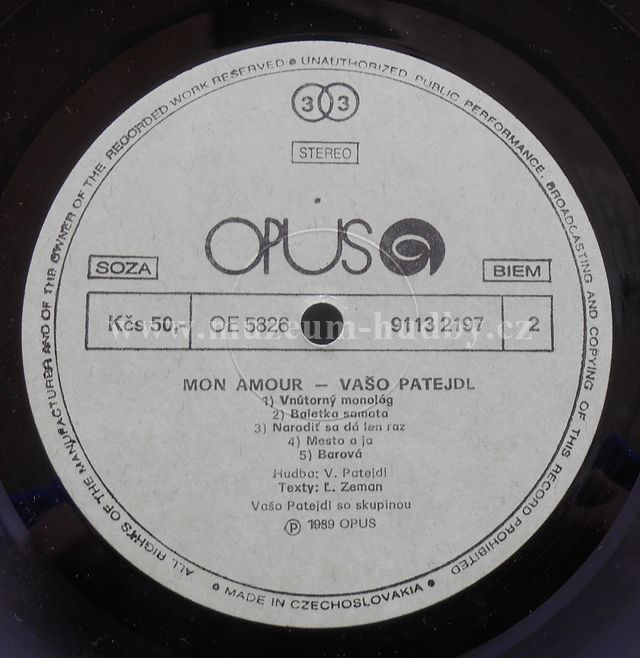 ALL RIGHTS OF THE MANUFACTURER AND OF THE OWNER OF THE RECORDED WORK RESERVED • UNAUTHORIZED PUBLIC PERFORMANCE, BROADCASTING AND COPYING OF THIS RECORD PROHIBITED
33
STEREO
OPUS
SOZA
BIEM
Kčs 50,- OE 5826 9113 2197 2
www.muzeum-hudby.cz
MON AMOUR – VAŠO PATEJDL
1) Vnútorný monológ
2) Baletka samota
3) Narodiť sa dá len raz
4) Mesto a ja
5) Barová
Hudba: V. Patejdl
Texty: Ľ. Zeman
Vašo Patejdl so skupinou
Ⓟ 1989 OPUS
• MADE IN CZECHOSLOVAKIA •